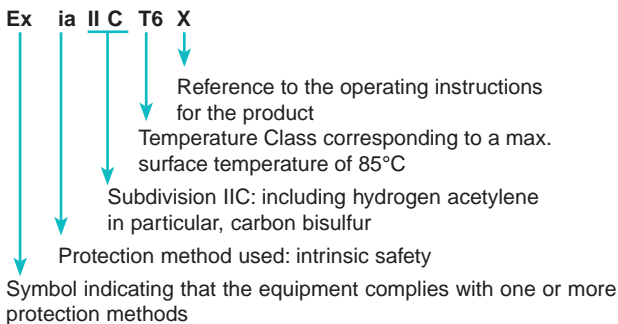 Ex ia II C T6 X
Reference to the operating instructions
for the product
Temperature Class corresponding to a max.
surface temperature of 85°C
Subdivision IIC: including hydrogen acetylene
in particular, carbon bisulfur
Protection method used: intrinsic safety
Symbol indicating that the equipment complies with one or more
protection methods